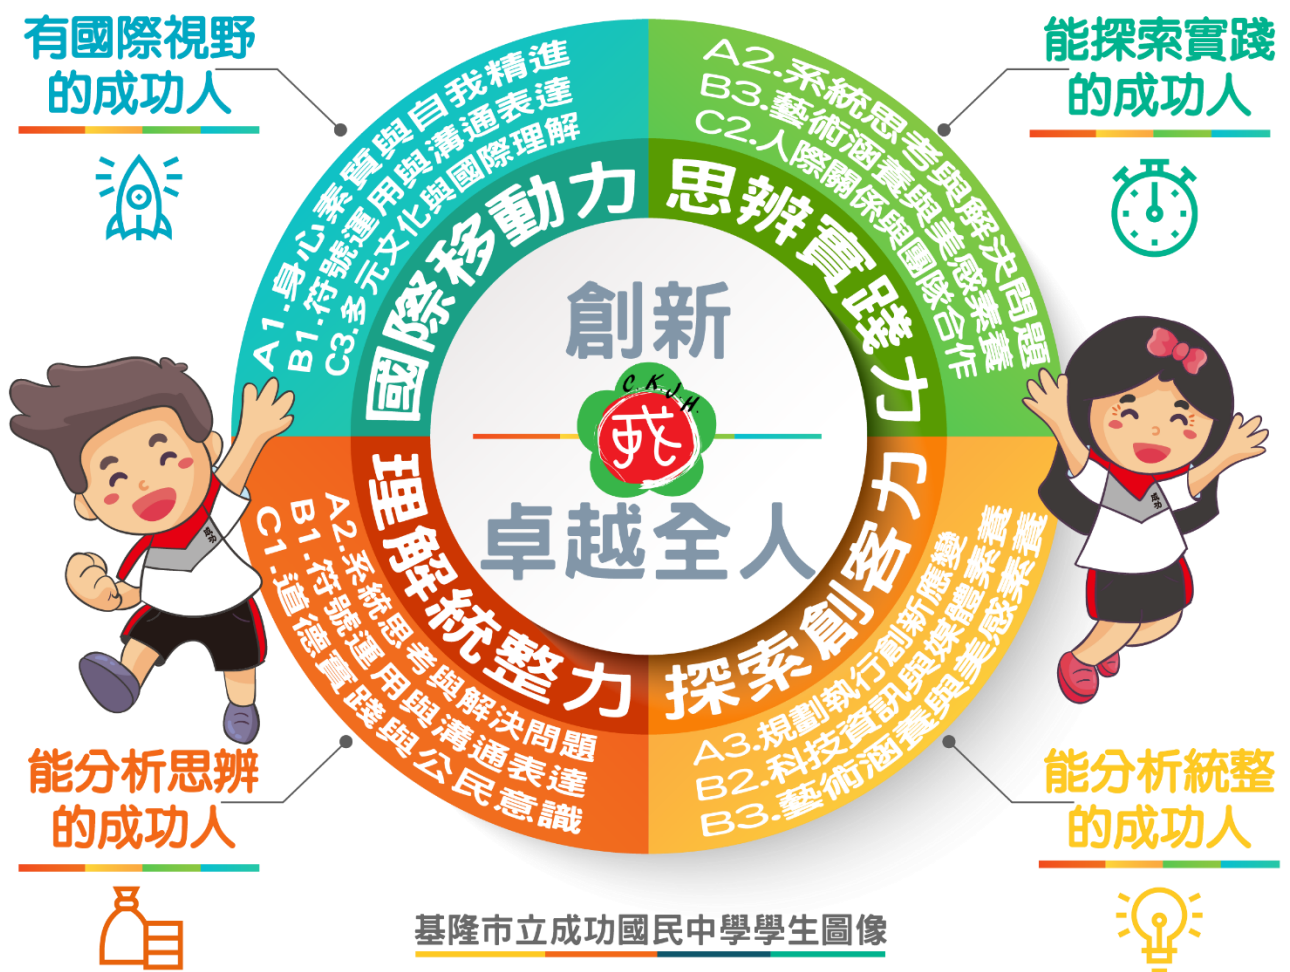 有國際視野
的成功人
能探索實踐
的成功人
A1.身心素質與自我精進
B1.符號運用與溝通表達
C3.多元文化與國際理解
國際移動力
A2.系統思考與解決問題
B3.藝術涵養與美感素養
C2.人際關係與團隊合作
思辨實踐力
創新
C.K.J.H.
成功
卓越全人
理解統整力
A2.系統思考與解決問題
B1.符號運用與溝通表達
C1.道德實踐與公民意識
探索創客力
A3.規劃執行創新應變
B2.科技資訊與媒體素養
B3.藝術涵養與美感素養
成功
成功
能分析思辨
的成功人
能分析統整
的成功人
基隆市立成功國民中學學生圖像